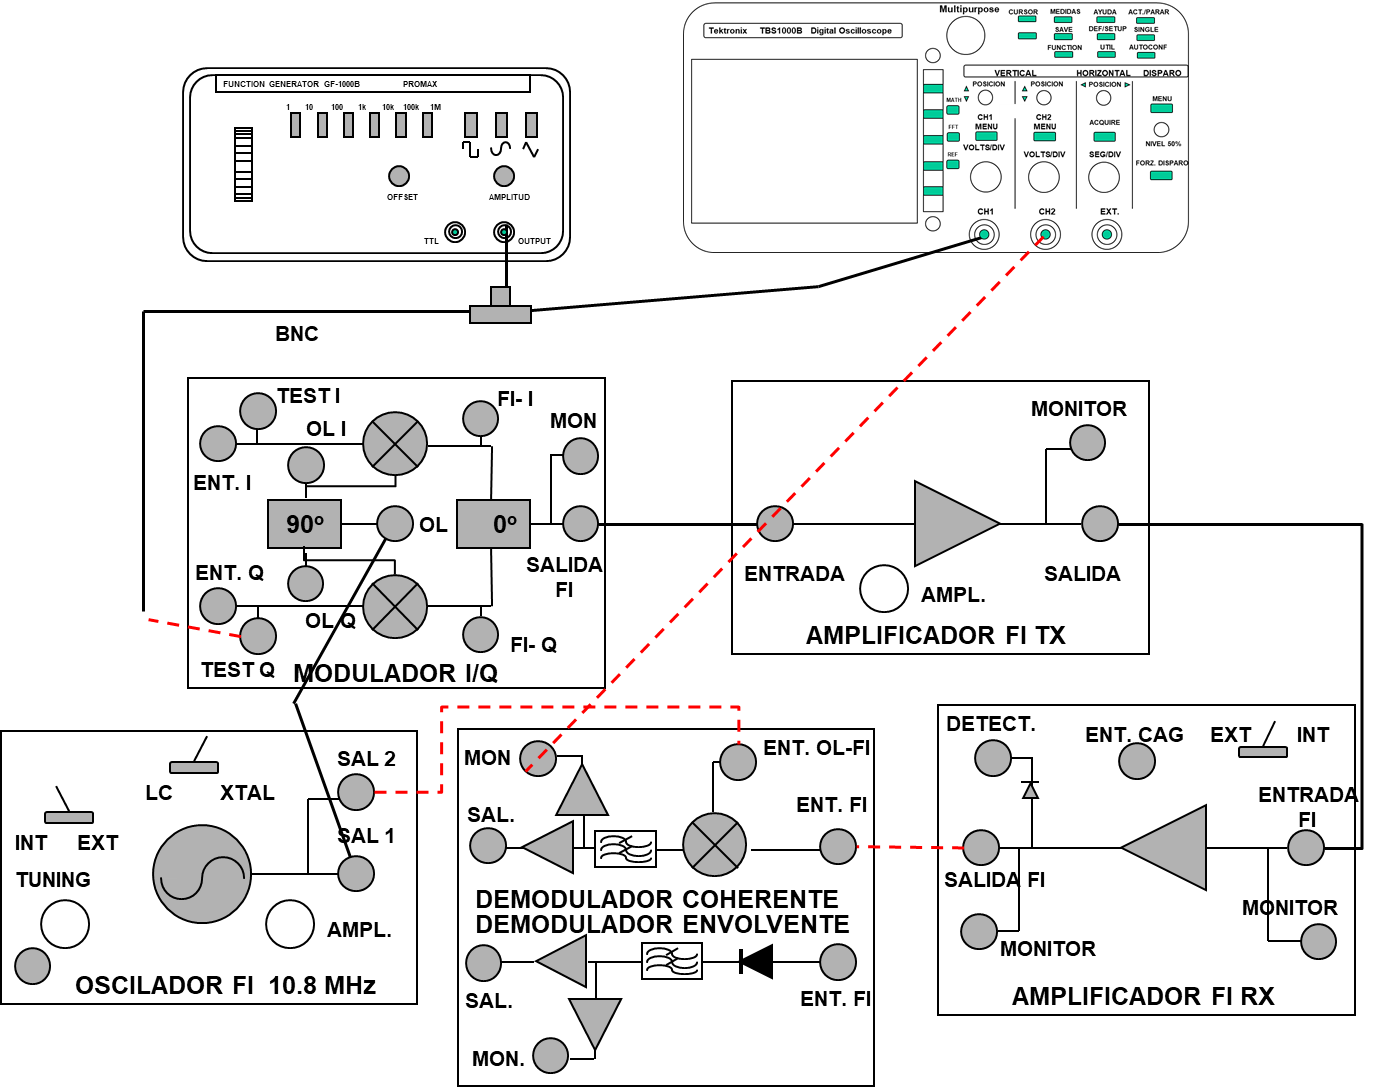 FUNCTION GENERATOR GF-1000B PROMAX
1 10 100 1k 10k 100k 1M
OFFSET
AMPLITUD
TTL
OUTPUT
BNC
Multipurpose
Tektronix TBS1000B Digital Oscilloscope
CURSOR
MEDIDAS
AYUDA
ACT./PARAR
SAVE
DEF/SETUP
SINGLE
FUNCTION
UTIL
AUTOCONF
VERTICAL
HORIZONTAL
DISPARO
POSICION
POSICION
POSICION
MATH
FFT
REF
CH1
MENU
CH2
MENU
ACQUIRE
MENU
NIVEL 50%
VOLTS/DIV
VOLTS/DIV
SEG/DIV
FORZ. DISPARO
CH1
CH2
EXT.
TEST I
FI- I
OL I
MON
ENT. I
90º
OL
0º
SALIDA
FI
ENT. Q
OL Q
FI- Q
TEST Q
MODULADOR I/Q
MONITOR
ENTRADA
SALIDA
AMPL.
AMPLIFICADOR FI TX
SAL 2
LC
XTAL
SAL 1
INT
EXT
TUNING
AMPL.
OSCILADOR FI 10.8 MHz
MON
ENT. OL-FI
SAL.
ENT. FI
DEMODULADOR COHERENTE
DEMODULADOR ENVOLVENTE
SAL.
ENT. FI
MON.
DETECT.
ENT. CAG
EXT
INT
ENTRADA
FI
SALIDA FI
MONITOR
MONITOR
AMPLIFICADOR FI RX